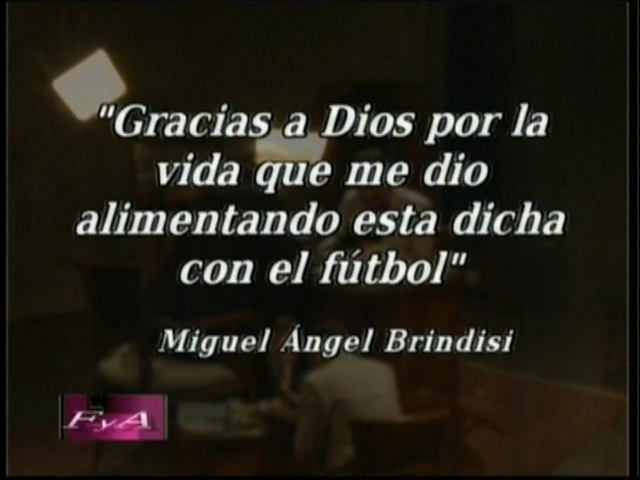 "Gracias a Dios por la
vida que me dio
alimentando esta dicha
con el fútbol"
Miguel Ángel Brindisi
FyA